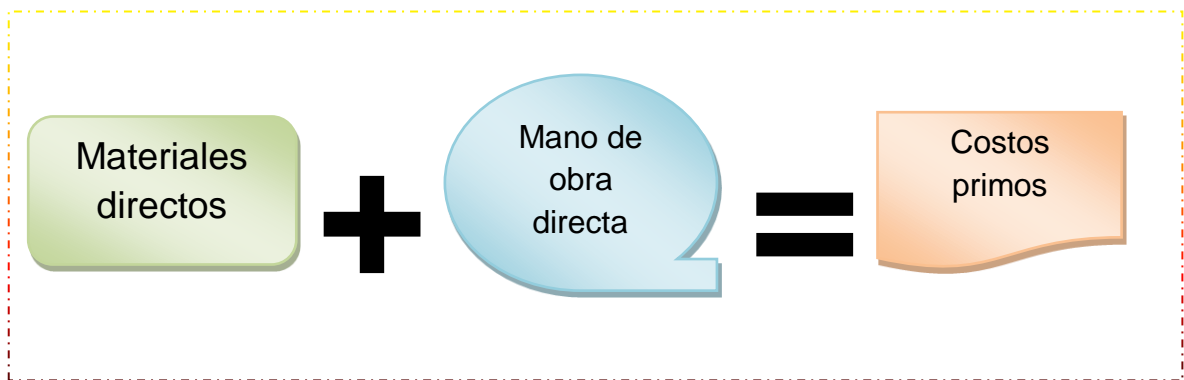 Materiales
directos
+
Mano de
obra
directa
=
Costos
primos